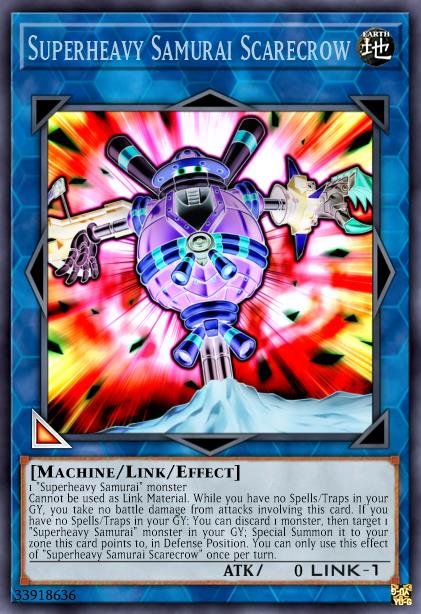 SUPERHEAVY SAMURAI SCARECROW
EARTH
地
[MACHINE/LINK/EFFECT]
1 "Superheavy Samurai" monster
Cannot be used as Link Material. While you have no Spells/Traps in your
GY, you take no battle damage from attacks involving this card. If you
have no Spells/Traps in your GY: You can discard 1 monster, then target 1
"Superheavy Samurai" monster in your GY; Special Summon it to your
zone this card points to, in Defense Position. You can only use this effect
of "Superheavy Samurai Scarecrow" once per turn.
ATK/ 0 LINK-1
33918636